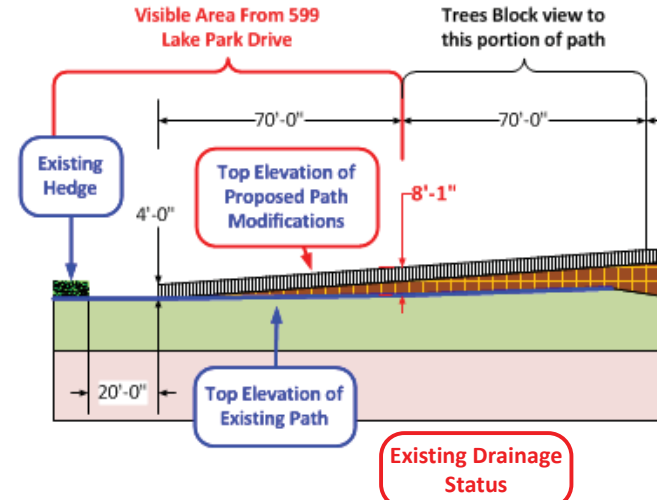 Visible Area From 599
Lake Park Drive
Trees Block view to
this portion of path
70'-0"
70'-0"
Existing
Hedge
Top Elevation of
Proposed Path
Modifications
8'-1"
4'-0"
20'-0"
Top Elevation of
Existing Path
Existing Drainage
Status